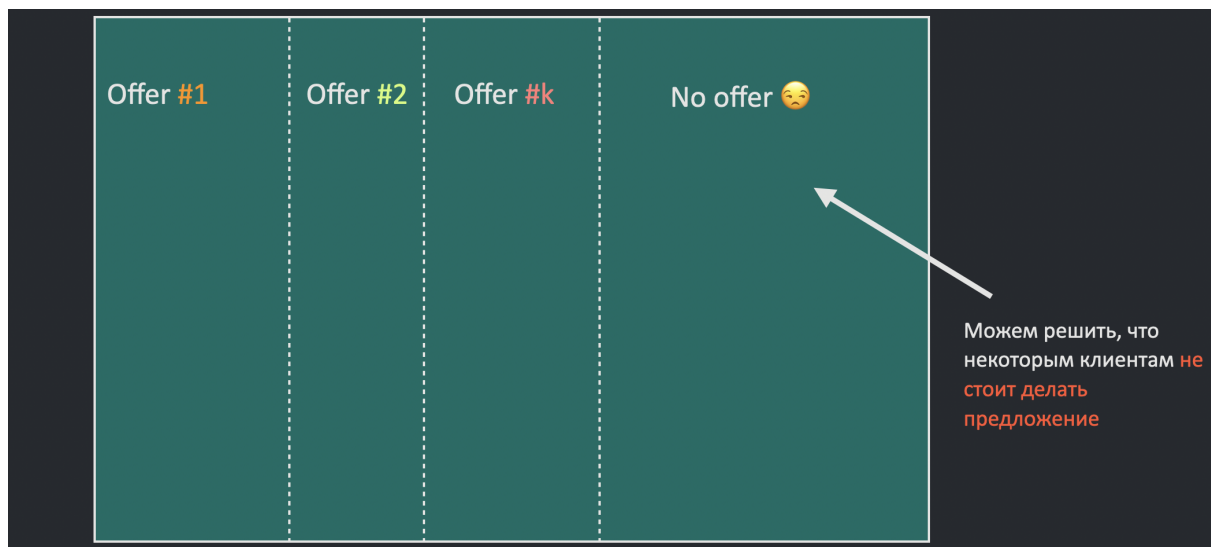 Offer #1
Offer #2
Offer #k
No offer 😒
Можем решить, что
некоторым клиентам не
стоит делать
предложение